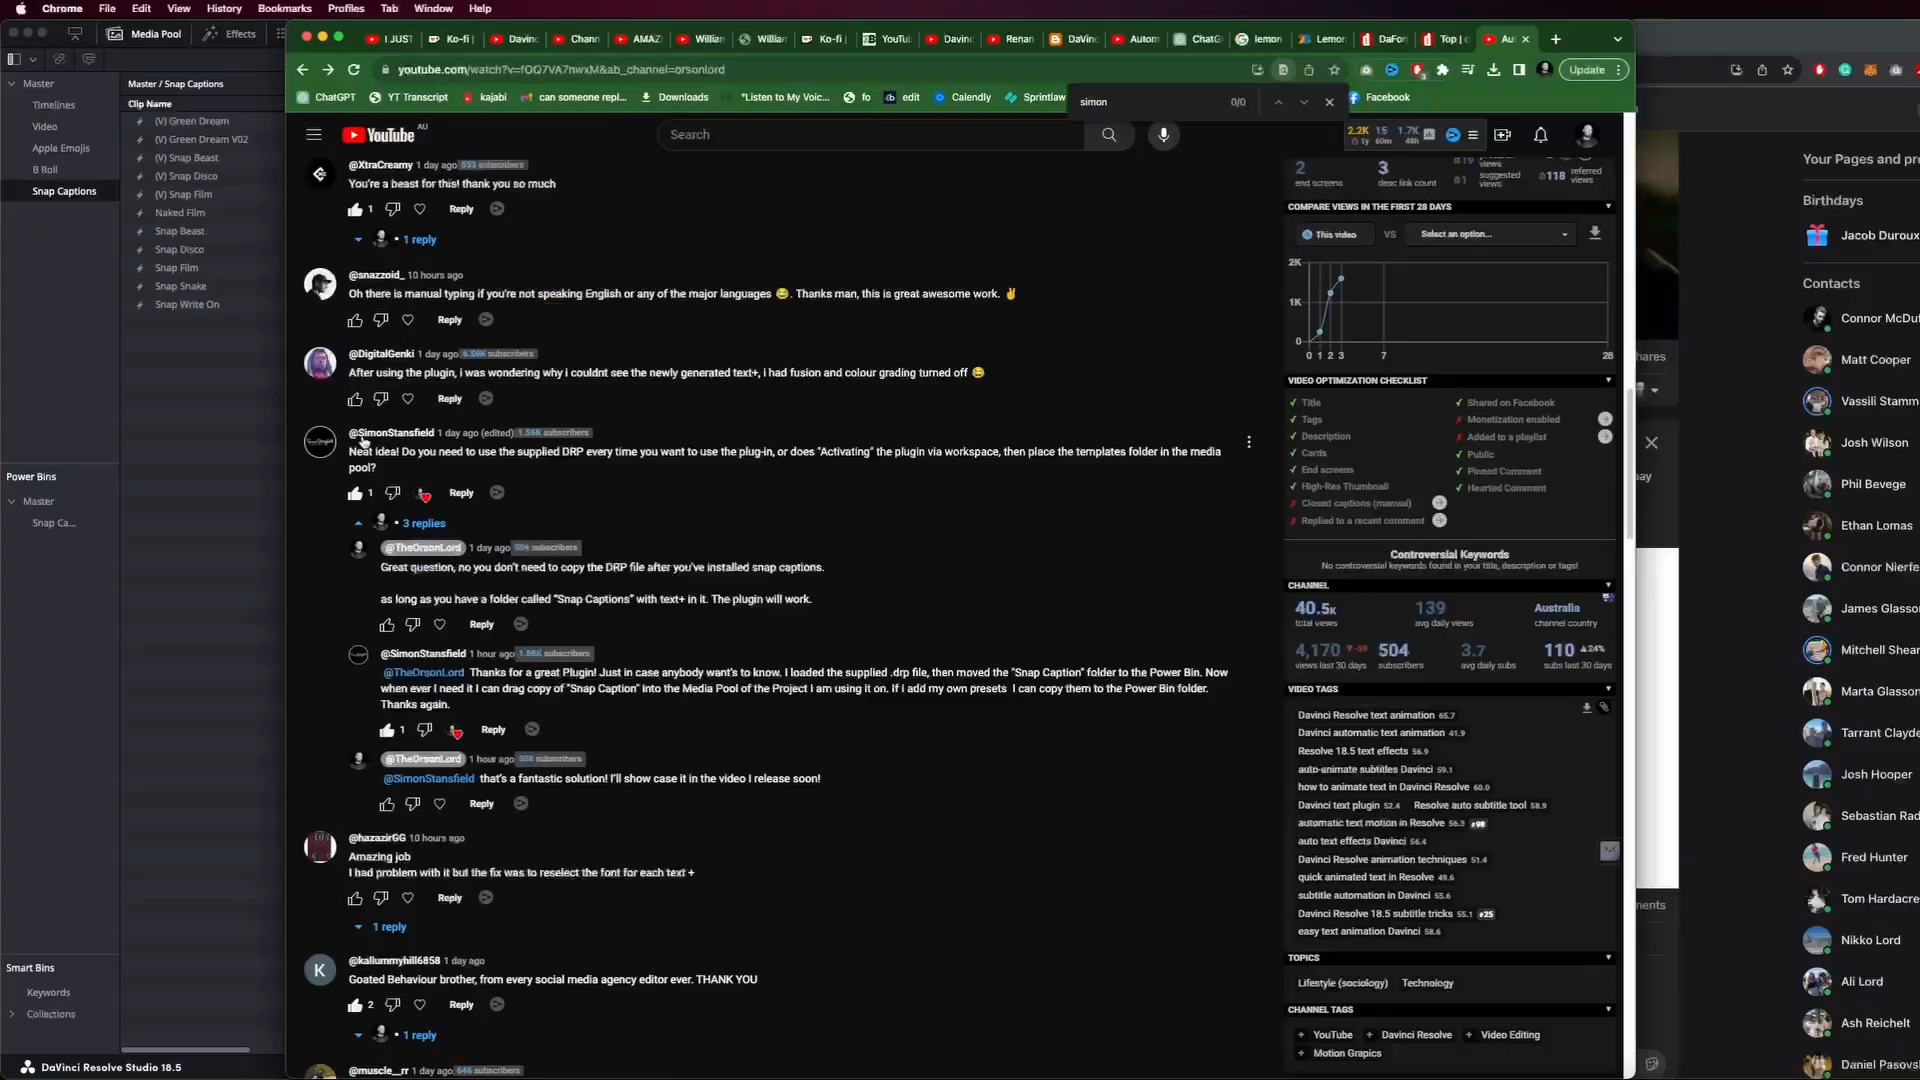 Chrome File Edit View History Bookmarks Profiles Tab Window Help
Media Pool Effects
Master
Timelines
Video
Apple Emojis
B Roll
Snap Captions
Power Bins
Master
Snap Ca...
Smart Bins
Keywords
Collections
DaVinci Resolve Studio 18.5
Master / Snap Captions
Clip Name
(V) Green Dream
(V) Green Dream V02
(V) Snap Beast
(V) Snap Disco
(V) Snap Film
Naked Film
Snap Beast
Snap Disco
Snap Film
Snap Snake
Snap Write On
I JUST Ko-fi | Davinc Chann AMAZ Willian Willian Ko-fi | YouTu Davinc Renan DaVinc Autom ChatG lemon Lemon DaFon Top | Au
youtube.com/watch?v=fOQ7VA7nwxM&ab_channel=orsonlord
Update
ChatGPT YT Transcript kajabi can someone repl... Downloads "Listen to My Voic... fo edit Calendly Sprintlaw Facebook
simon 0/0
YouTube AU
Search
2.2K 15 1.7K
1y 60m 48h
@XtraCreamy 1 day ago 553 subscribers
You're a beast for this! thank you so much
1 Reply
1 reply
@snazzoid_ 10 hours ago
Oh there is manual typing if you're not speaking English or any of the major languages 😂. Thanks man, this is great awesome work. ✌
Reply
@DigitalGenki 1 day ago 6.56K subscribers
After using the plugin, i was wondering why i couldnt see the newly generated text+, i had fusion and colour grading turned off 😂
Reply
@SimonStansfield 1 day ago (edited) 1.56K subscribers
Neat idea! Do you need to use the supplied DRP every time you want to use the plug-in, or does "Activating" the plugin via workspace, then place the templates folder in the media
pool?
1 Reply
3 replies
@TheOrsonLord 1 day ago 504 subscribers
Great question, no you don't need to copy the DRP file after you've installed snap captions.
as long as you have a folder called "Snap Captions" with text+ in it. The plugin will work.
Reply
@SimonStansfield 1 hour ago 1.56K subscribers
@TheOrsonLord Thanks for a great Plugin! Just in case anybody want's to know. I loaded the supplied .drp file, then moved the "Snap Caption" folder to the Power Bin. Now
when ever I need it I can drag copy of "Snap Caption" into the Media Pool of the Project I am using it on. If I add my own presets I can copy them to the Power Bin folder.
Thanks again.
1 Reply
@TheOrsonLord 1 hour ago subscribers
@SimonStansfield that's a fantastic solution! I'll show case it in the video I release soon!
Reply
@hazazirGG 10 hours ago
Amazing job
I had problem with it but the fix was to reselect the font for each text +
Reply
1 reply
K
@kallummyhill6858 1 day ago
Goated Behaviour brother, from every social media agency editor ever. THANK YOU
2 Reply
1 reply
@muscle__rr 1 day ago 646 subscribers
2 3 118
end screens desc link count suggested views referred views
COMPARE VIEWS IN THE FIRST 28 DAYS
This video VS Select an option...
2K
1K
0
0 1 2 3 7 28
VIDEO OPTIMIZATION CHECKLIST
Title Shared on Facebook
Tags Monetization enabled
Description Added to a playlist
Cards Public
End screens Pinned Comment
High-Res Thumbnail Hearted Comment
Closed captions (manual)
Replied to a recent comment
Controversial Keywords
No controversial keywords found in your title, description or tags!
CHANNEL
40.5K 139 Australia
total views avg daily views channel country
4,170 -59 504 3.7 110 24%
views last 30 days subscribers avg daily subs subs last 30 days
VIDEO TAGS
Davinci Resolve text animation 65.7
Davinci automatic text animation 41.9
Resolve 18.5 text effects 56.9
auto-animate subtitles Davinci 59.1
how to animate text in Davinci Resolve 60.0
Davinci text plugin 52.4 Resolve auto subtitle tool 58.9
automatic text motion in Resolve 56.3 #98
auto text effects Davinci 56.4
Davinci Resolve animation techniques 51.4
quick animated text in Resolve 49.6
subtitle automation in Davinci 55.6
Davinci Resolve 18.5 subtitle tricks 55.1 #25
easy text animation Davinci 58.6
TOPICS
Lifestyle (sociology) Technology
CHANNEL TAGS
+ YouTube + Davinci Resolve + Video Editing
+ Motion Grapics
hares
pay
ments
Your Pages and pro
Birthdays
Jacob Duroux
Contacts
Connor McDuf
Matt Cooper
Vassili Stamm
Josh Wilson
Phil Bevege
Ethan Lomas
Connor Nierfe
James Glasso
Mitchell Shear
Marta Glasson
Tarrant Clayde
Josh Hooper
Sebastian Rad
Fred Hunter
Tom Hardacre
Nikko Lord
Ali Lord
Ash Reichelt
Daniel Pasovs